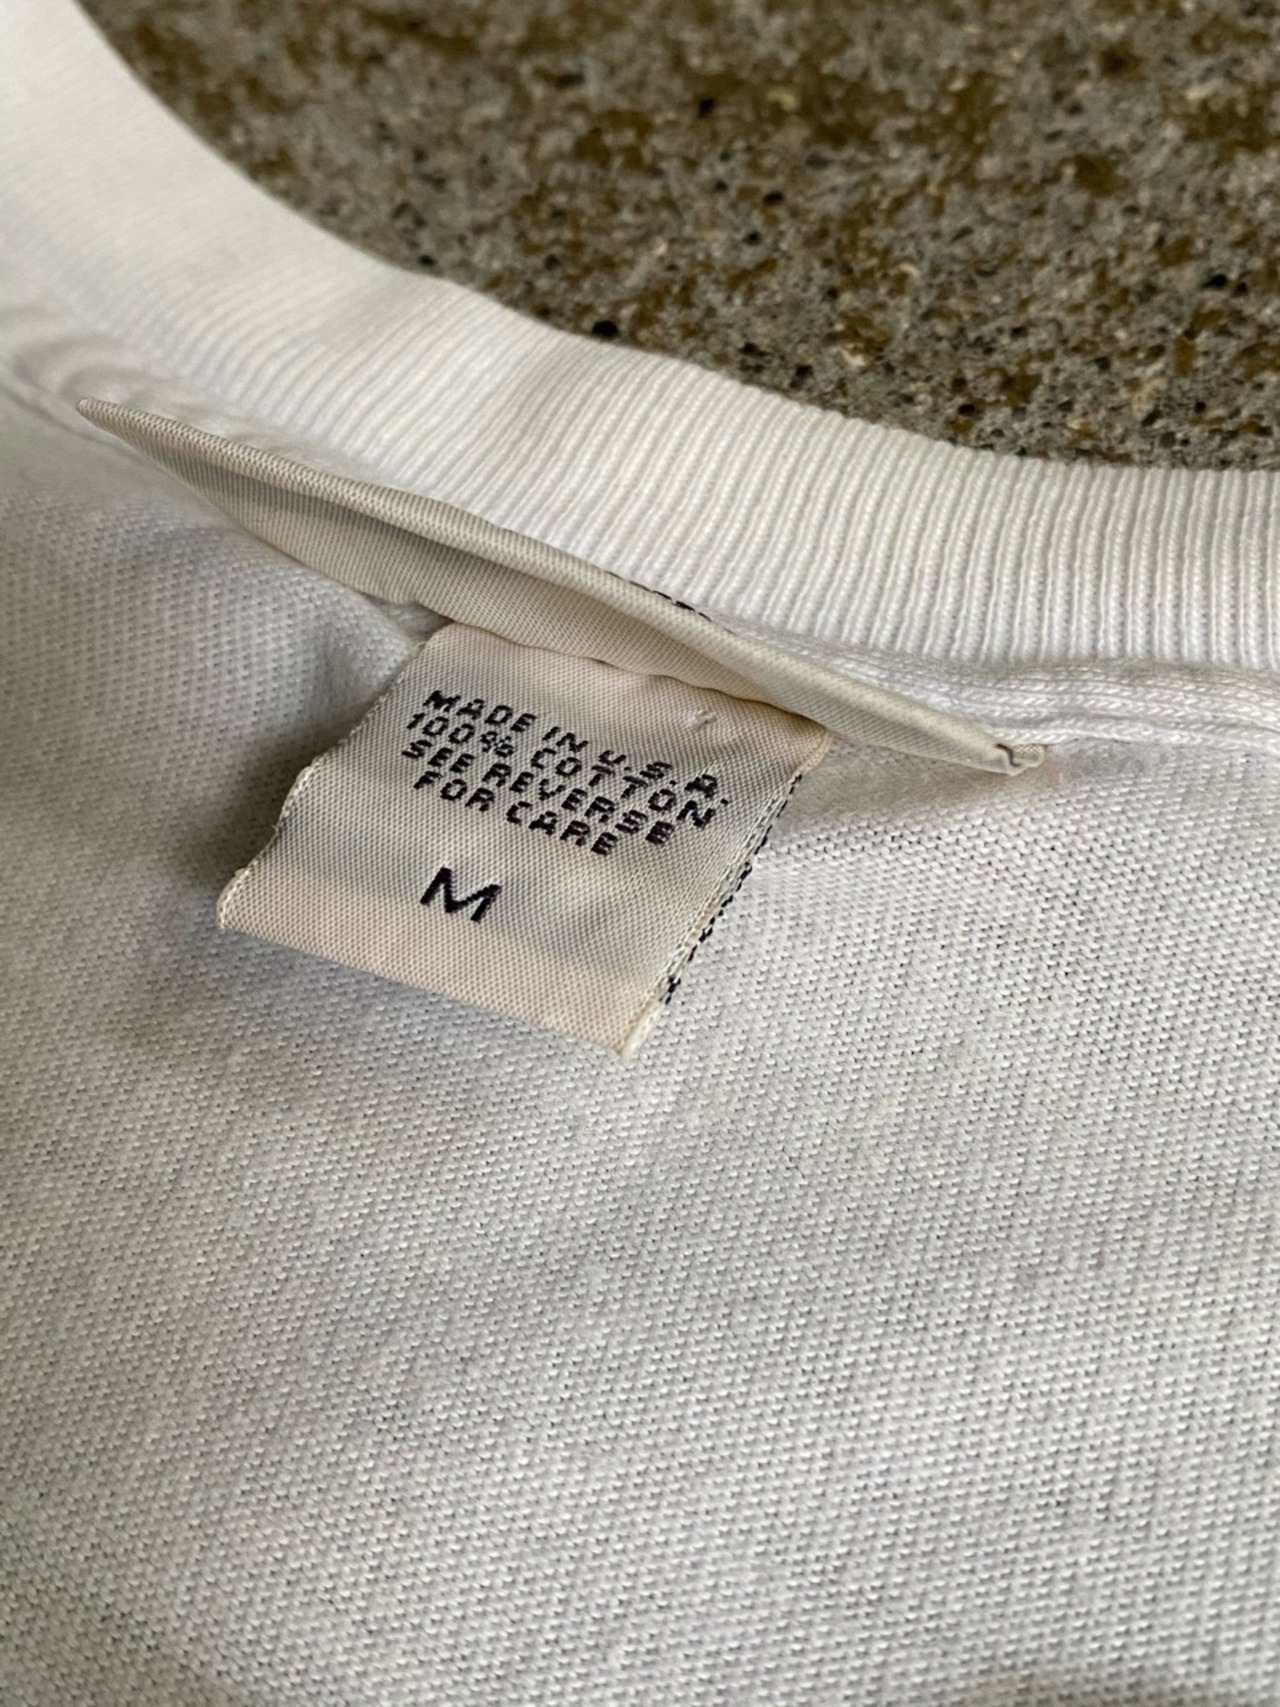 MADE IN U.S.A.
100% COTTON
SEE REVERSE
FOR CARE
M